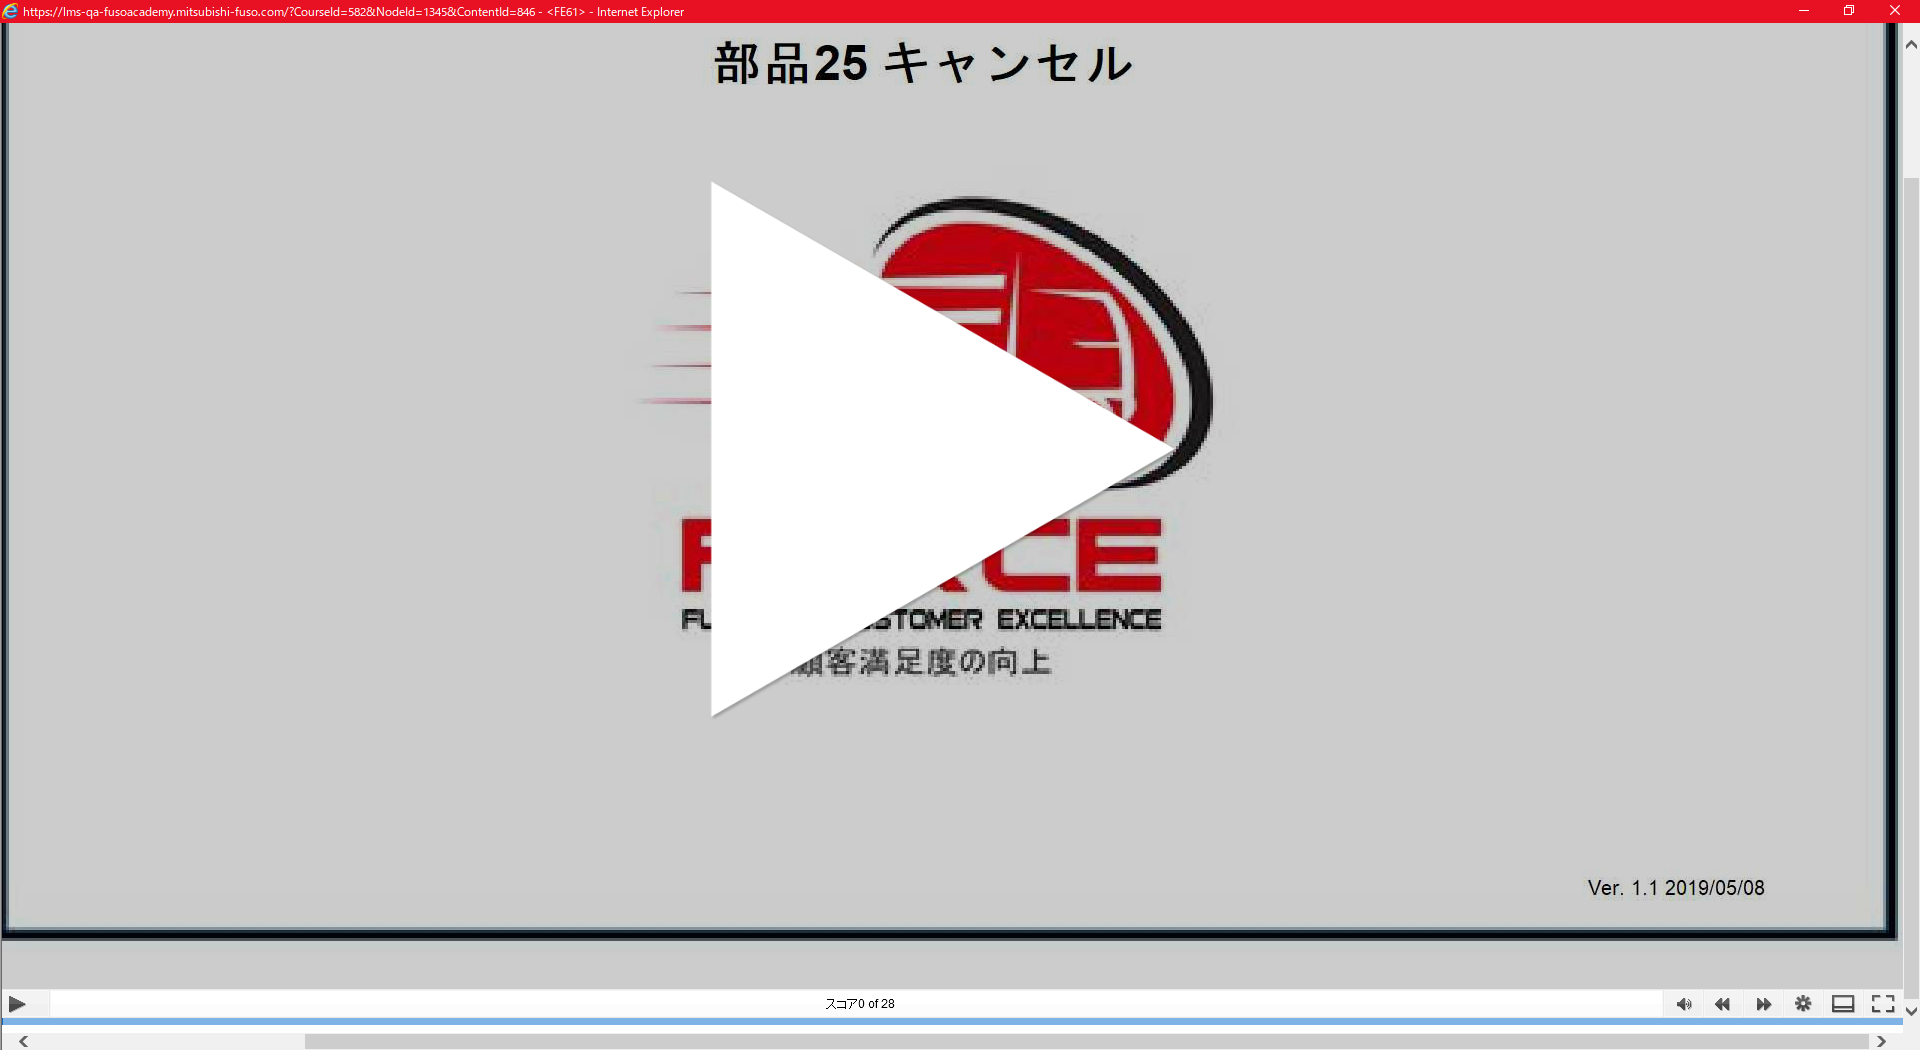 https://lms-qa-fusoacademy.mitsubishi-fuso.com/?CourseId=582&NodeId=1345&ContentId=846 - <FE61> - Internet Explorer
部品25 キャンセル
CE
CUSTOMER EXCELLENCE
顧客満足度の向上
Ver. 1.1 2019/05/08
スコア0 of 28